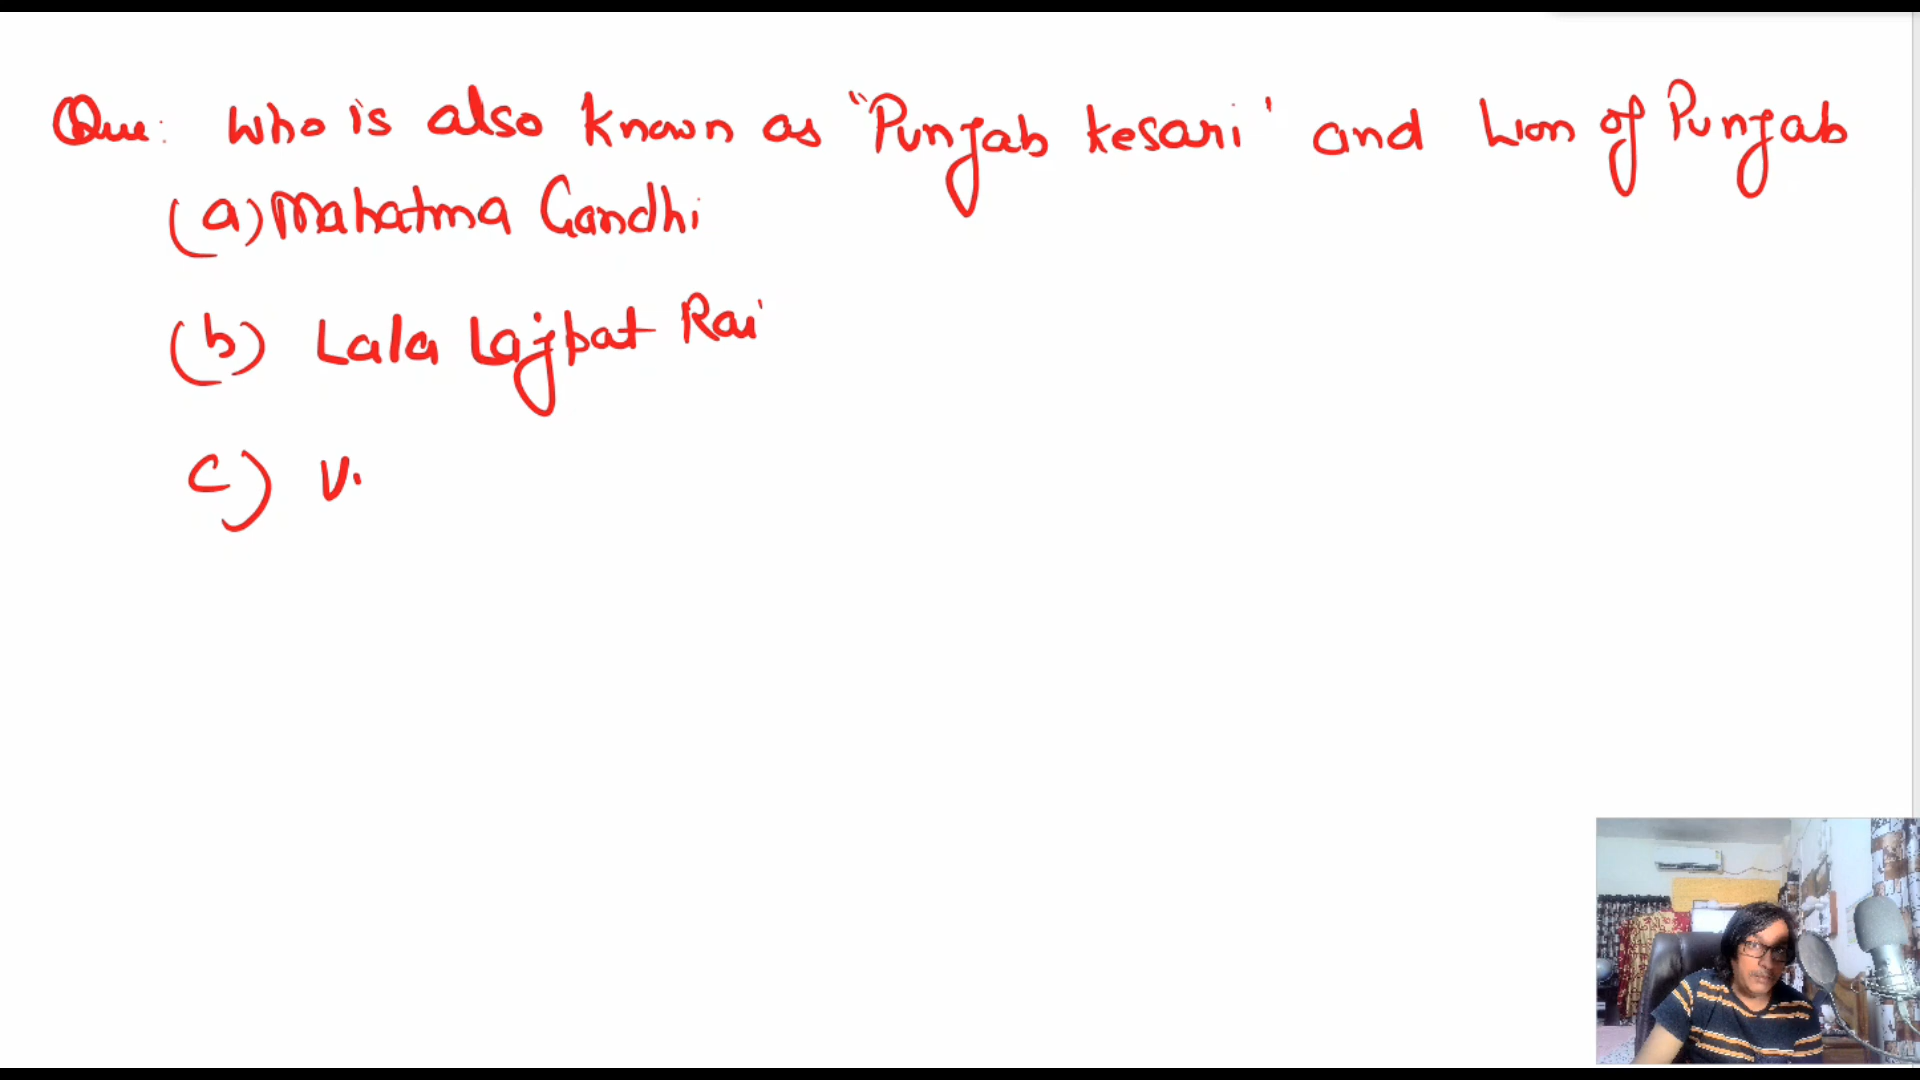 Que: Who is also known as "Punjab kesari' and Lion of Punjab
(a) Mahatma Gandhi
(b) Lala Lajpat Rai
c) V.